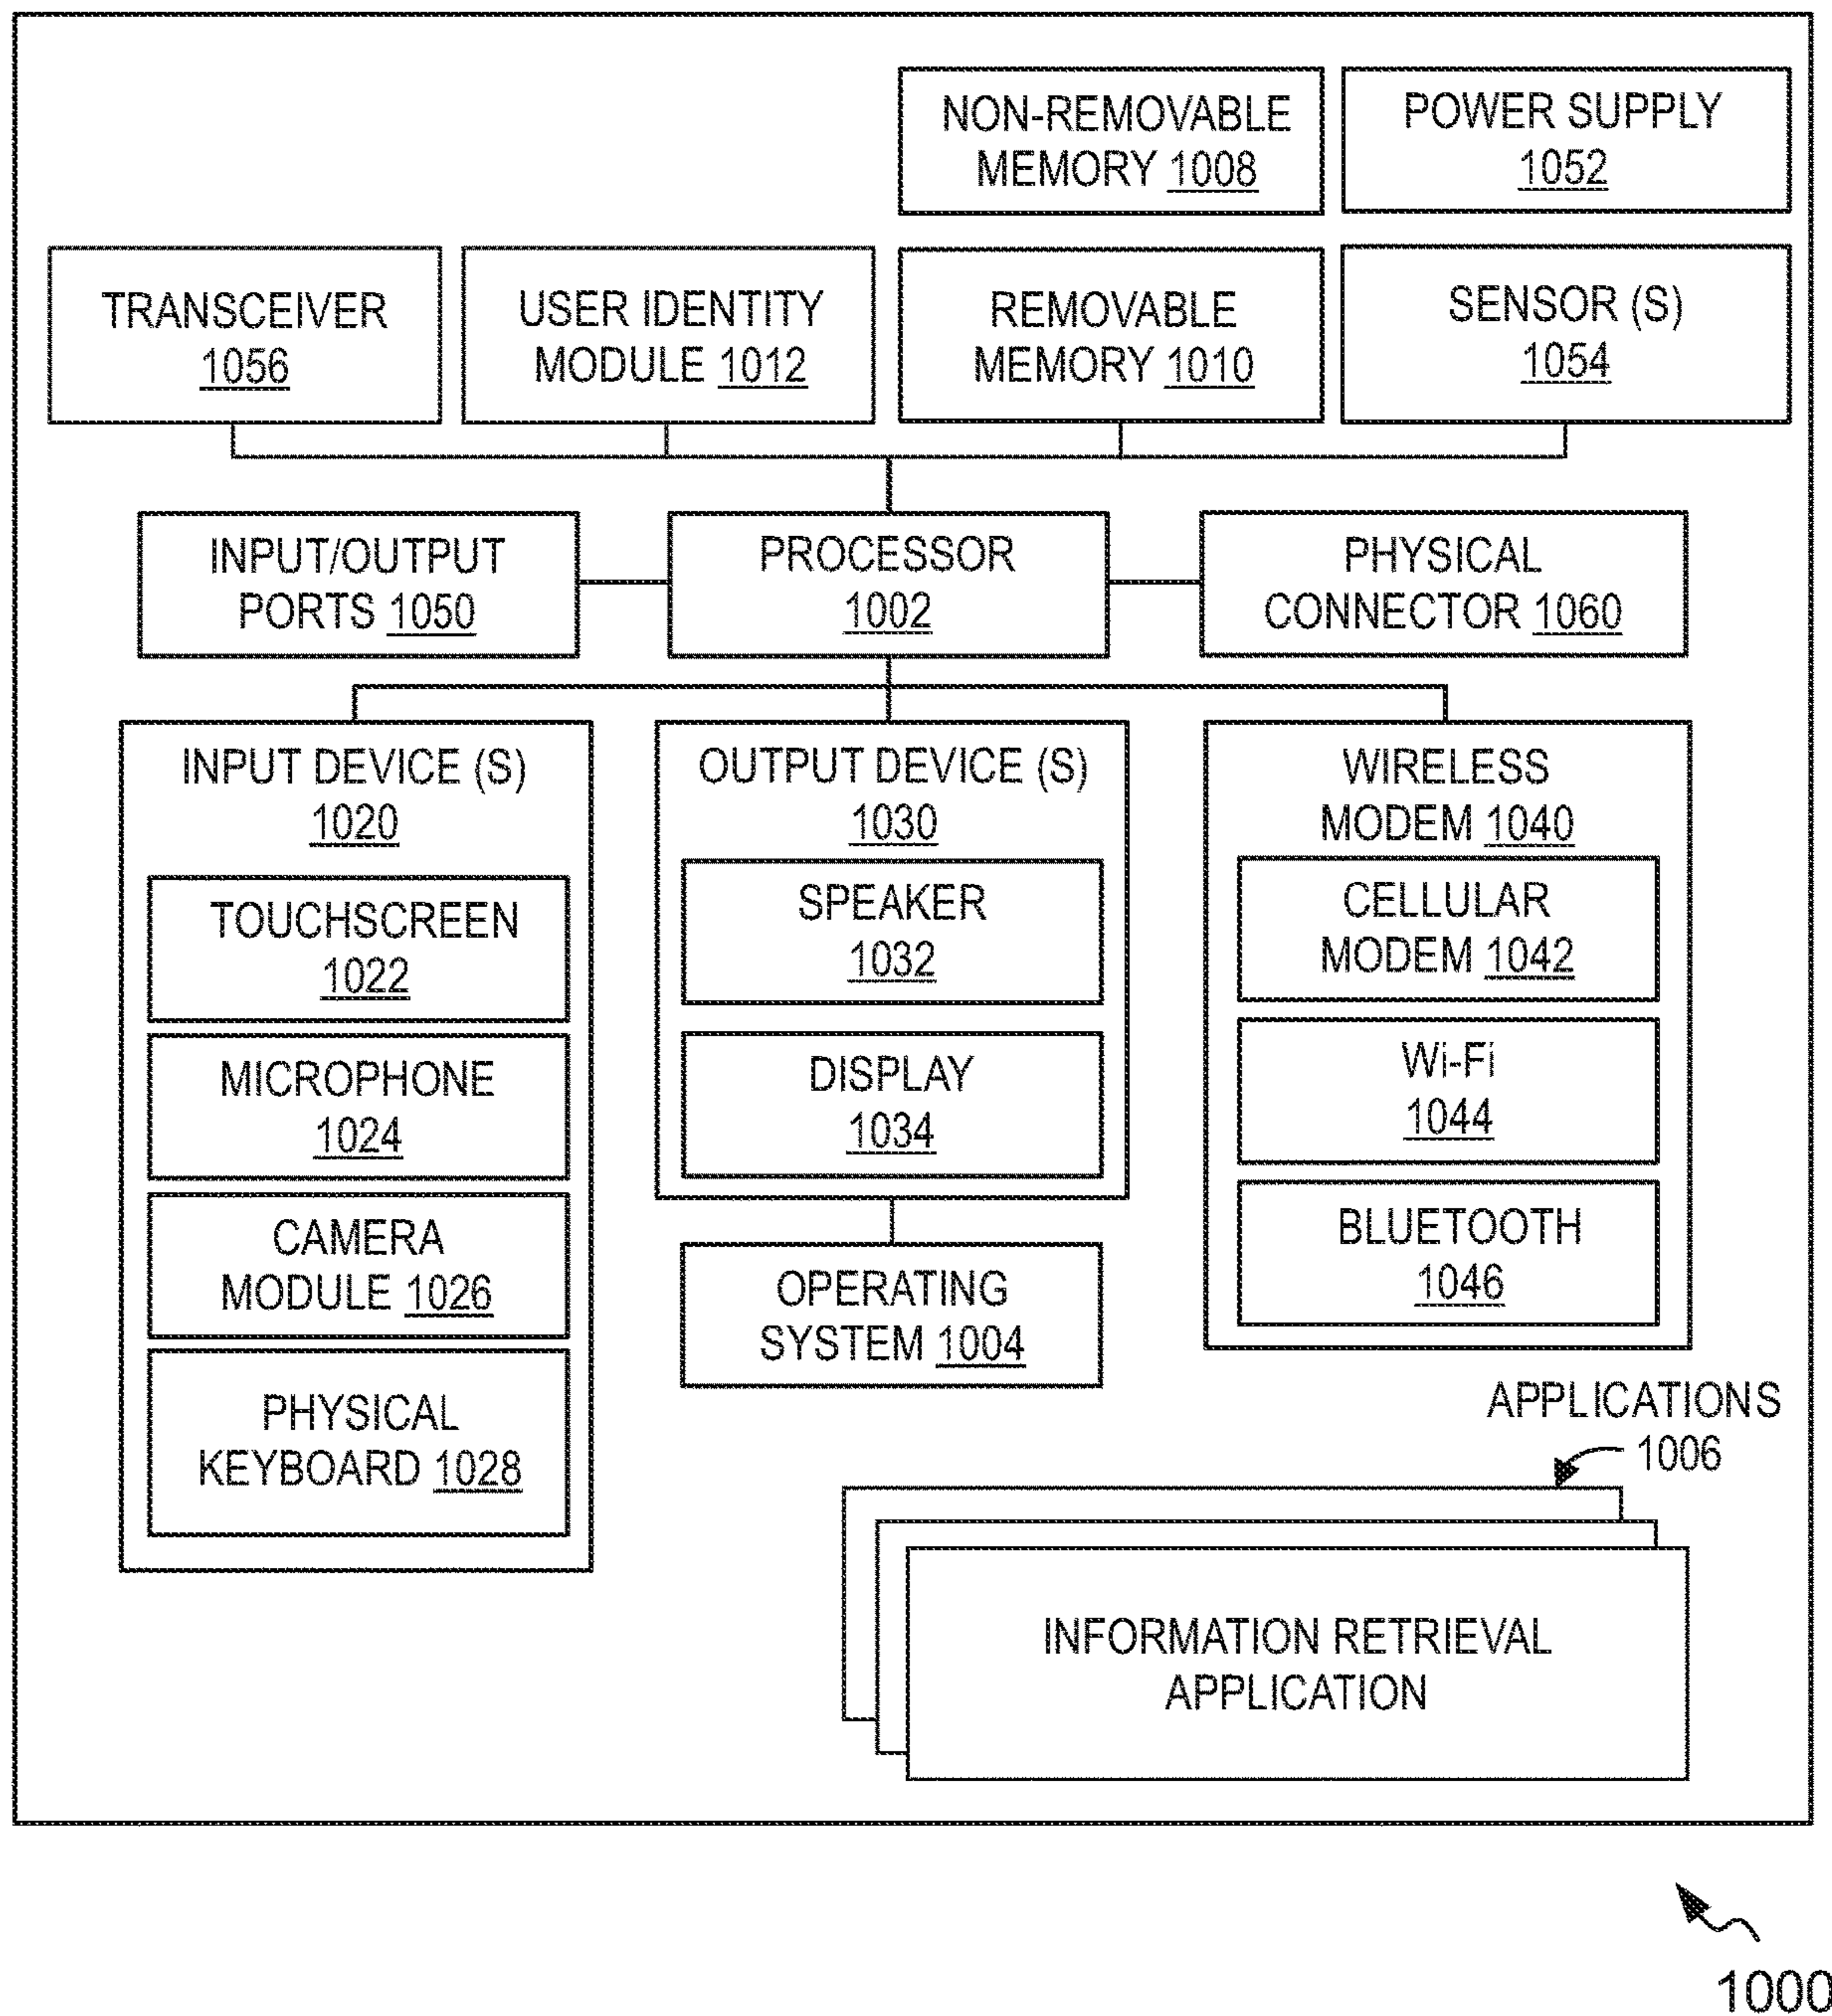 NON-REMOVABLE
MEMORY 1008
POWER SUPPLY
1052
TRANSCEIVER
1056
USER IDENTITY
MODULE 1012
REMOVABLE
MEMORY 1010
SENSOR (S)
1054
INPUT/OUTPUT
PORTS 1050
PROCESSOR
1002
PHYSICAL
CONNECTOR 1060
INPUT DEVICE (S)
1020
TOUCHSCREEN
1022
MICROPHONE
1024
CAMERA
MODULE 1026
PHYSICAL
KEYBOARD 1028
OUTPUT DEVICE (S)
1030
SPEAKER
1032
DISPLAY
1034
OPERATING
SYSTEM 1004
WIRELESS
MODEM 1040
CELLULAR
MODEM 1042
Wi-Fi
1044
BLUETOOTH
1046
APPLICATIONS
1006
INFORMATION RETRIEVAL
APPLICATION
1000